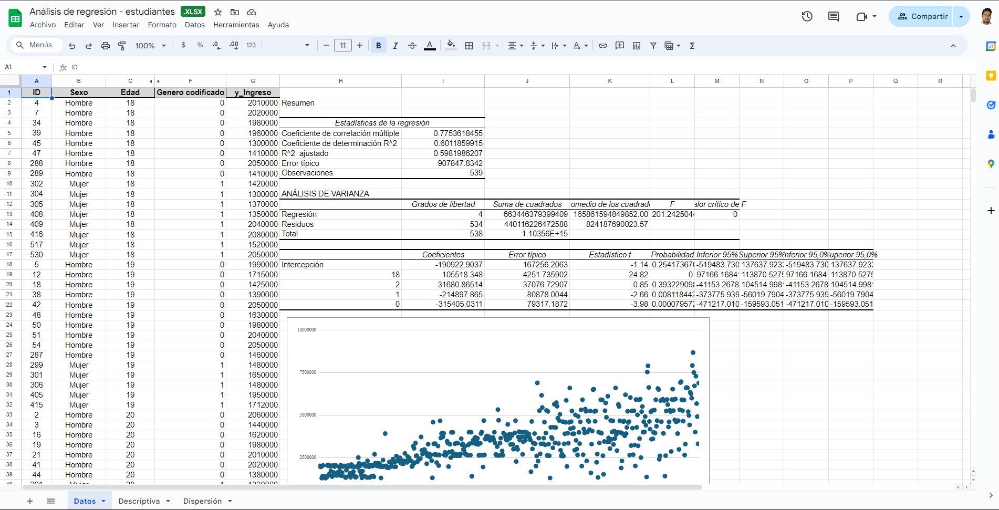 Análisis de regresión - estudiantes .XLSX
Archivo Editar Ver Insertar Formato Datos Herramientas Ayuda
Compartir
Menús 100% $ % .0 .00 123 11 B I A Σ
A1 fx ID
A B C F G H I J K L M N O P Q R
1 ID Sexo Edad Genero codificado y_Ingreso
2 4 Hombre 18 0 2010000 Resumen
3 7 Hombre 18 0 2020000
4 34 Hombre 18 0 1980000 Estadísticas de la regresión
5 39 Hombre 18 0 1960000 Coeficiente de correlación múltiple 0.7753618455
6 45 Hombre 18 0 1300000 Coeficiente de determinación R^2 0.6011859915
7 47 Hombre 18 0 1410000 R^2 ajustado 0.5981986207
8 288 Hombre 18 0 2050000 Error típico 907847.8342
9 289 Hombre 18 0 1410000 Observaciones 539
10 302 Mujer 18 1 1420000
11 304 Mujer 18 1 1300000 ANÁLISIS DE VARIANZA
12 305 Mujer 18 1 1370000 Grados de libertad Suma de cuadrados romedio de los cuadrad F alor crítico de F
13 408 Mujer 18 1 1350000 Regresión 4 663446379399409 165861594849852.00 201.2425044 0
14 409 Mujer 18 1 2040000 Residuos 534 440116226472588 824187690023.57
15 416 Mujer 18 1 2080000 Total 538 1.10356E+15
16 517 Mujer 18 1 1520000
17 530 Mujer 18 1 2050000 Coeficientes Error típico Estadístico t Probabilidad Inferior 95% Superior 95% nferior 95,0% uperior 95,0%
18 5 Hombre 19 0 1990000 Intercepción -190922.9037 167256.2063 -1.14 0.254173670 -519483.730 137637.9233 -519483.730 137637.9233
19 12 Hombre 19 0 1715000 18 105518.348 4251.735902 24.82 0 97166.1684 113870.5275 97166.1684 113870.5275
20 18 Hombre 19 0 1425000 2 31680.86514 37076.72907 0.85 0.393229098 -41153.2678 104514.998 -41153.2678 104514.998
21 38 Hombre 19 0 1390000 1 -214897.865 80878.0044 -2.66 0.008118442 -373775.939 -56019.7904 -373775.939 -56019.7904
22 42 Hombre 19 0 2050000 0 -315405.0311 79317.1872 -3.98 0.000079572 -471217.010 -159593.051 -471217.010 -159593.051
23 48 Hombre 19 0 1630000
24 50 Hombre 19 0 1980000
25 51 Hombre 19 0 2040000
26 54 Hombre 19 0 2050000
27 287 Hombre 19 0 1460000
28 299 Mujer 19 1 1480000
29 301 Mujer 19 1 1650000
30 306 Mujer 19 1 1480000
31 405 Mujer 19 1 1950000
32 415 Mujer 19 1 1712000
33 2 Hombre 20 0 2060000
34 3 Hombre 20 0 1440000
35 16 Hombre 20 0 1620000
36 19 Hombre 20 0 1980000
37 21 Hombre 20 0 2010000
38 41 Hombre 20 0 2020000
39 44 Hombre 20 0 1380000
10000000
7500000
5000000
2500000
31
Datos Descriptiva Dispersión